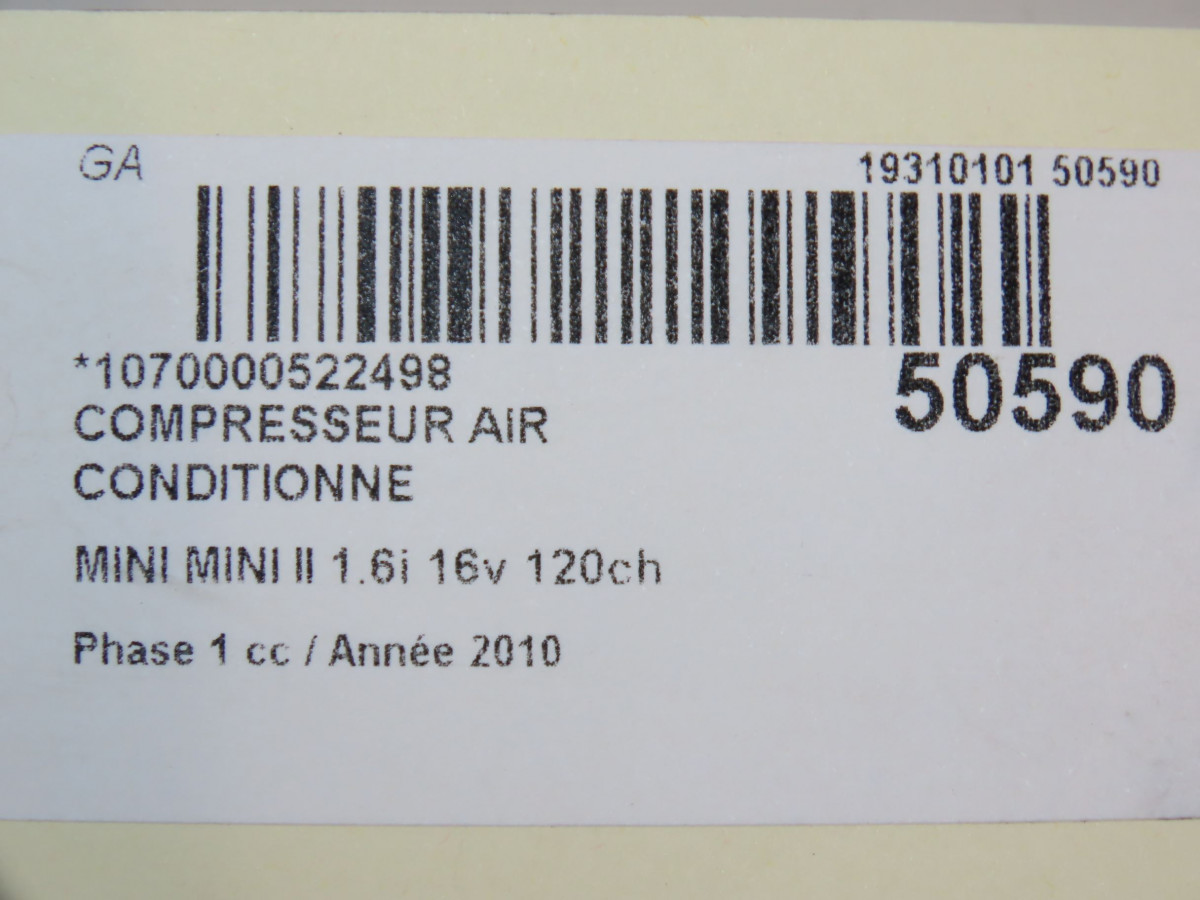 GA
19310101 50590
*1070000522498
50590
COMPRESSEUR AIR
CONDITIONNE
MINI MINI II 1.6i 16v 120ch
Phase 1 cc / Année 2010